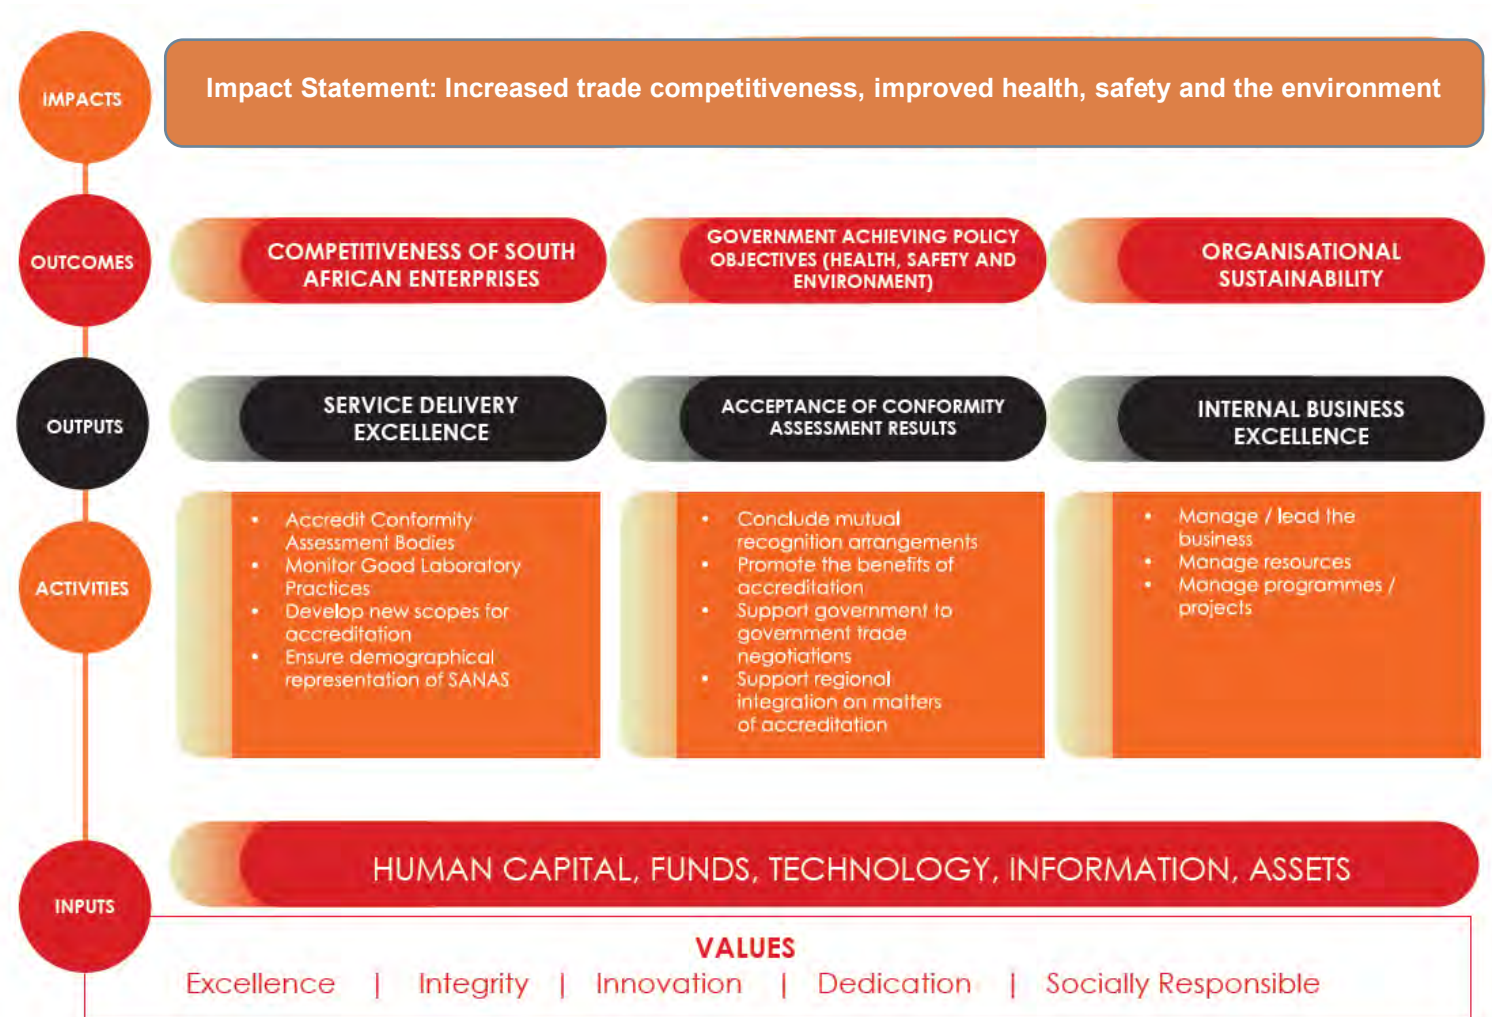 IMPACTS
Impact Statement: Increased trade competitiveness, improved health, safety and the environment
OUTCOMES
COMPETITIVENESS OF SOUTH
AFRICAN ENTERPRISES
GOVERNMENT ACHIEVING POLICY
OBJECTIVES (HEALTH, SAFETY AND
ENVIRONMENT)
ORGANISATIONAL
SUSTAINABILITY
OUTPUTS
SERVICE DELIVERY
EXCELLENCE
ACCEPTANCE OF CONFORMITY
ASSESSMENT RESULTS
INTERNAL BUSINESS
EXCELLENCE
ACTIVITIES
• Accredit Conformity
Assessment Bodies
• Monitor Good Laboratory
Practices
• Develop new scopes for
accreditation
• Ensure demographical
representation of SANAS
• Conclude mutual
recognition arrangements
• Promote the benefits of
accreditation
• Support government to
government trade
negotiations
• Support regional
integration on matters
of accreditation
• Manage / lead the
business
• Manage resources
• Manage programmes /
projects
INPUTS
HUMAN CAPITAL, FUNDS, TECHNOLOGY, INFORMATION, ASSETS
VALUES
Excellence | Integrity | Innovation | Dedication | Socially Responsible